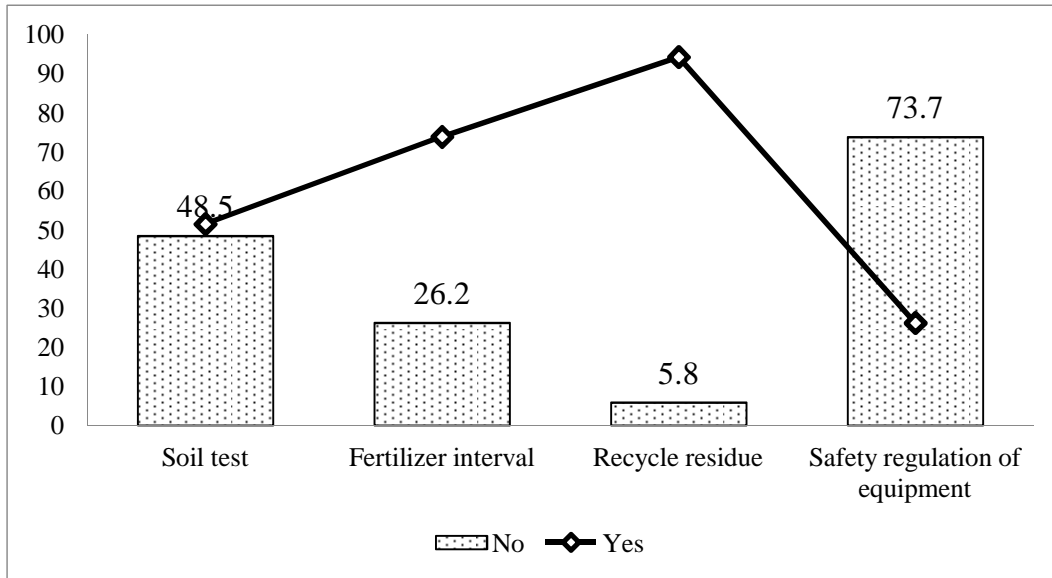 100
90
80
70
60
50
40
30
20
10
0
48.5
26.2
5.8
73.7
Soil test
Fertilizer interval
Recycle residue
Safety regulation of
equipment
No
Yes